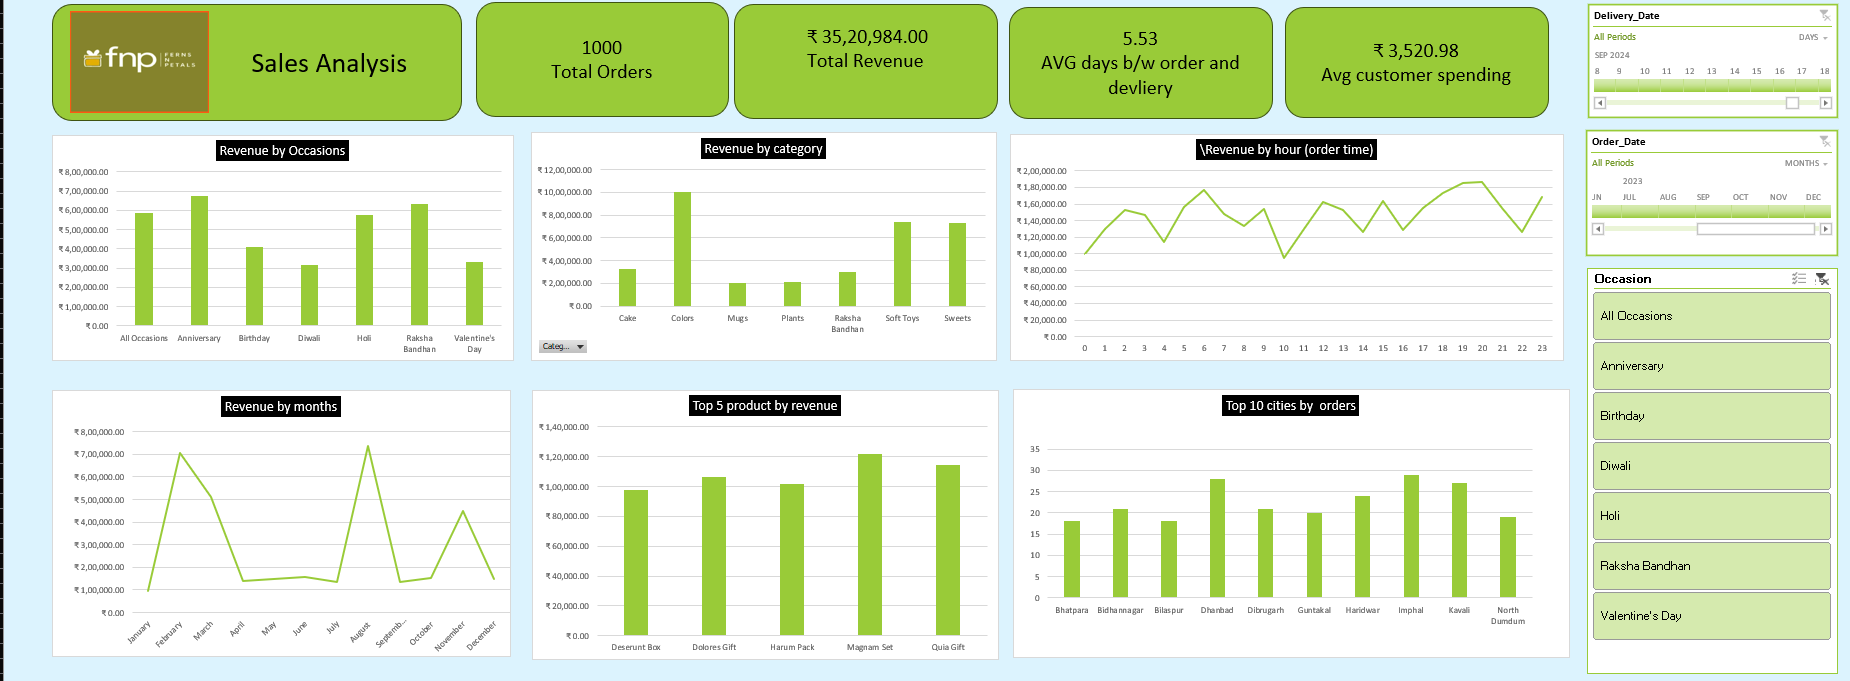 fnp
FERNS
N
PETALS
Sales Analysis
1000
Total Orders
₹ 35,20,984.00
Total Revenue
5.53
AVG days b/w order and
devliery
₹ 3,520.98
Avg customer spending
Delivery_Date
All Periods
DAYS
SEP 2024
8 9 10 11 12 13 14 15 16 17 18
Order_Date
All Periods
MONTHS
2023
JN JUL AUG SEP OCT NOV DEC
Occasion
All Occasions
Anniversary
Birthday
Diwali
Holi
Raksha Bandhan
Valentine's Day
Revenue by Occasions
₹ 8,00,000.00
₹ 7,00,000.00
₹ 6,00,000.00
₹ 5,00,000.00
₹ 4,00,000.00
₹ 3,00,000.00
₹ 2,00,000.00
₹ 1,00,000.00
₹ 0.00
All Occasions Anniversary Birthday Diwali Holi Raksha Valentine's
Bandhan Day
Revenue by category
₹ 12,00,000.00
₹ 10,00,000.00
₹ 8,00,000.00
₹ 6,00,000.00
₹ 4,00,000.00
₹ 2,00,000.00
₹ 0.00
Cake Colors Mugs Plants Raksha Soft Toys Sweets
Bandhan
Categ...
\Revenue by hour (order time)
₹ 2,00,000.00
₹ 1,80,000.00
₹ 1,60,000.00
₹ 1,40,000.00
₹ 1,20,000.00
₹ 1,00,000.00
₹ 80,000.00
₹ 60,000.00
₹ 40,000.00
₹ 20,000.00
₹ 0.00
0 1 2 3 4 5 6 7 8 9 10 11 12 13 14 15 16 17 18 19 20 21 22 23
Revenue by months
₹ 8,00,000.00
₹ 7,00,000.00
₹ 6,00,000.00
₹ 5,00,000.00
₹ 4,00,000.00
₹ 3,00,000.00
₹ 2,00,000.00
₹ 1,00,000.00
₹ 0.00
January February March April May June July August Septemb... October November December
Top 5 product by revenue
₹ 1,40,000.00
₹ 1,20,000.00
₹ 1,00,000.00
₹ 80,000.00
₹ 60,000.00
₹ 40,000.00
₹ 20,000.00
₹ 0.00
Deserunt Box Dolores Gift Harum Pack Magnam Set Quia Gift
Top 10 cities by  orders
35
30
25
20
15
10
5
0
Bhatpara Bidhannagar Bilaspur Dhanbad Dibrugarh Guntakal Haridwar Imphal Kavali North
Dumdum